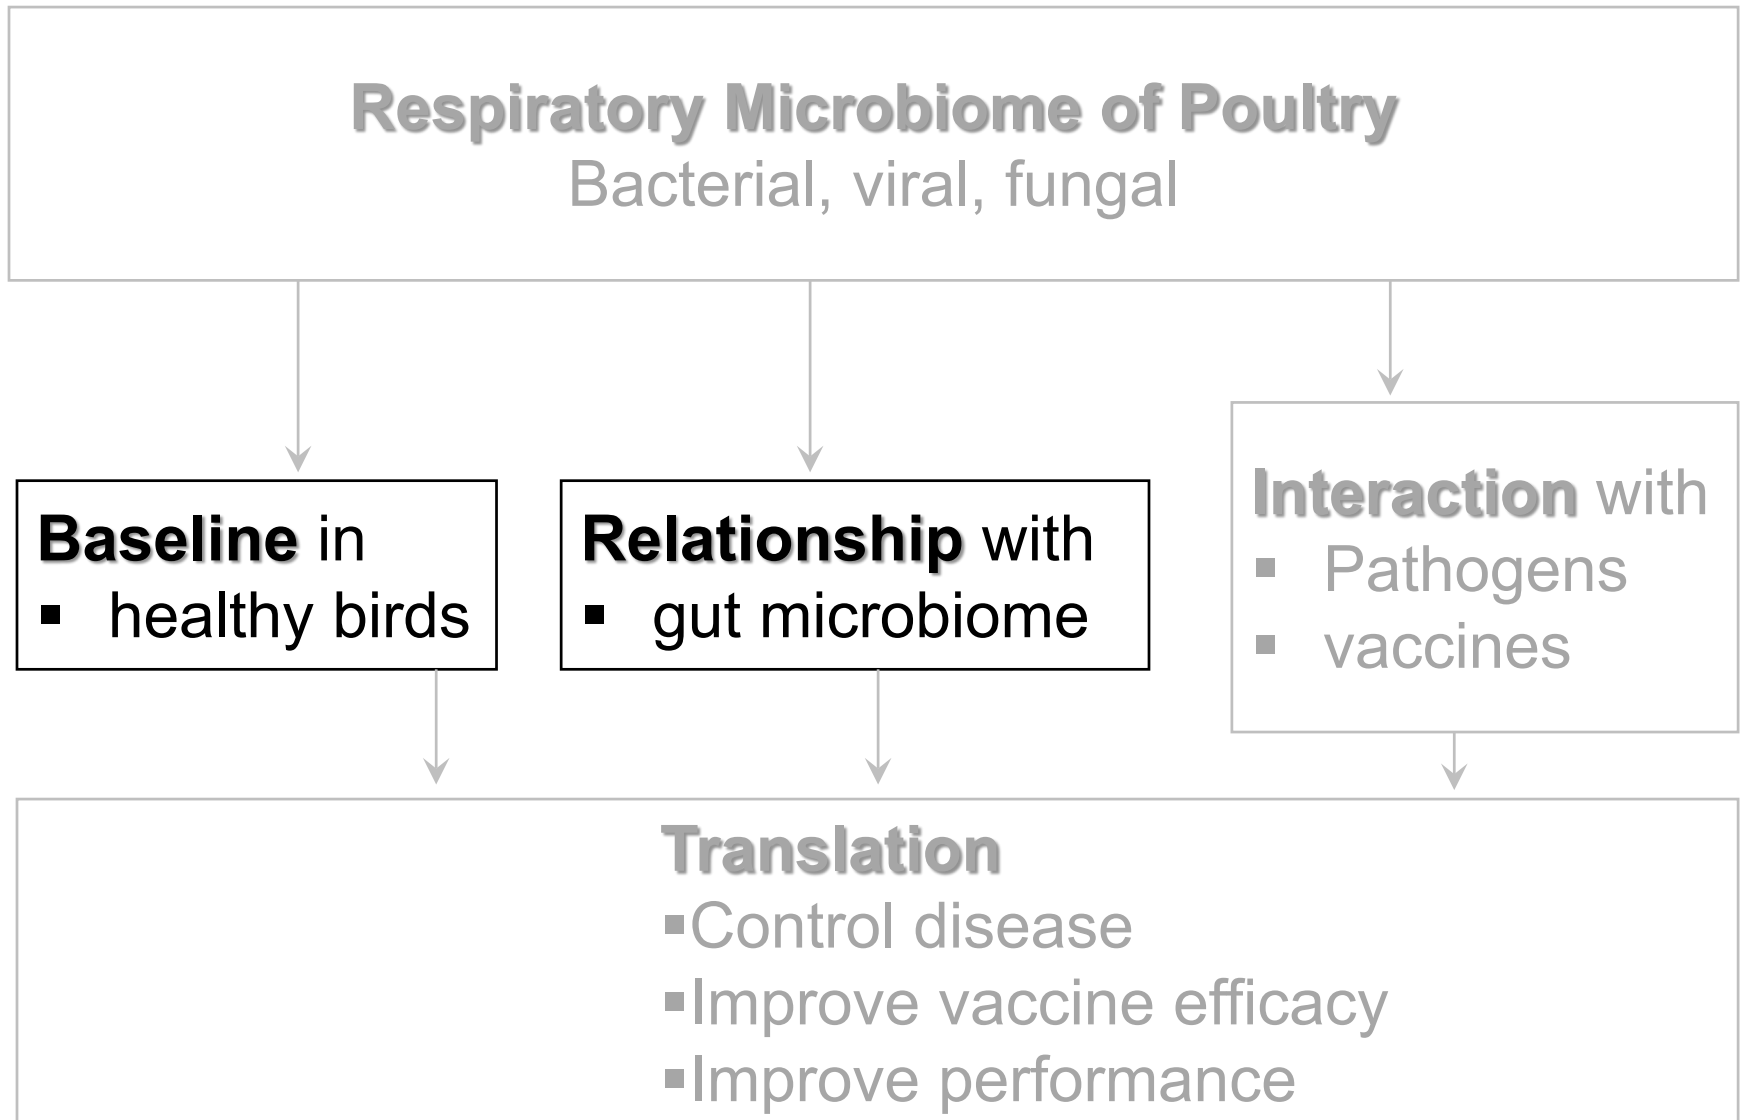 Respiratory Microbiome of Poultry
Bacterial, viral, fungal
Baseline in
▪ healthy birds
Relationship with
▪ gut microbiome
Interaction with
▪ Pathogens
▪ vaccines
Translation
▪Control disease
▪Improve vaccine efficacy
▪Improve performance